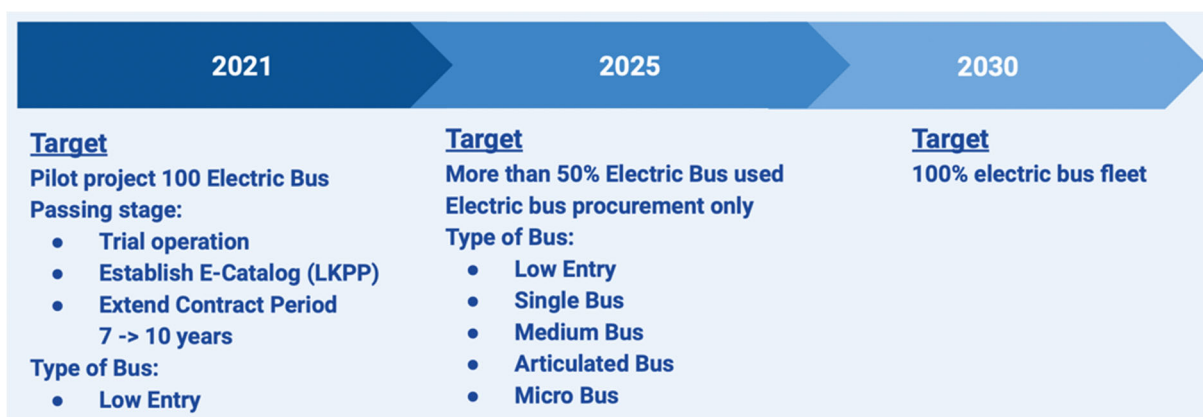 2021
2025
2030
Target
Pilot project 100 Electric Bus
Passing stage:
● Trial operation
● Establish E-Catalog (LKPP)
● Extend Contract Period
7 -> 10 years
Type of Bus:
● Low Entry
Target
More than 50% Electric Bus used
Electric bus procurement only
Type of Bus:
● Low Entry
● Single Bus
● Medium Bus
● Articulated Bus
● Micro Bus
Target
100% electric bus fleet